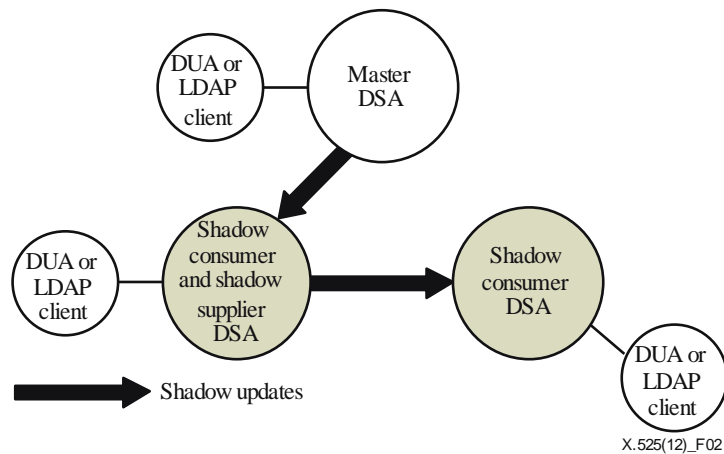 DUA or
LDAP
client
Master
DSA
DUA or
LDAP
client
Shadow
consumer
and shadow
supplier
DSA
Shadow
consumer
DSA
DUA or
LDAP
client
Shadow updates
X.525(12)_F02